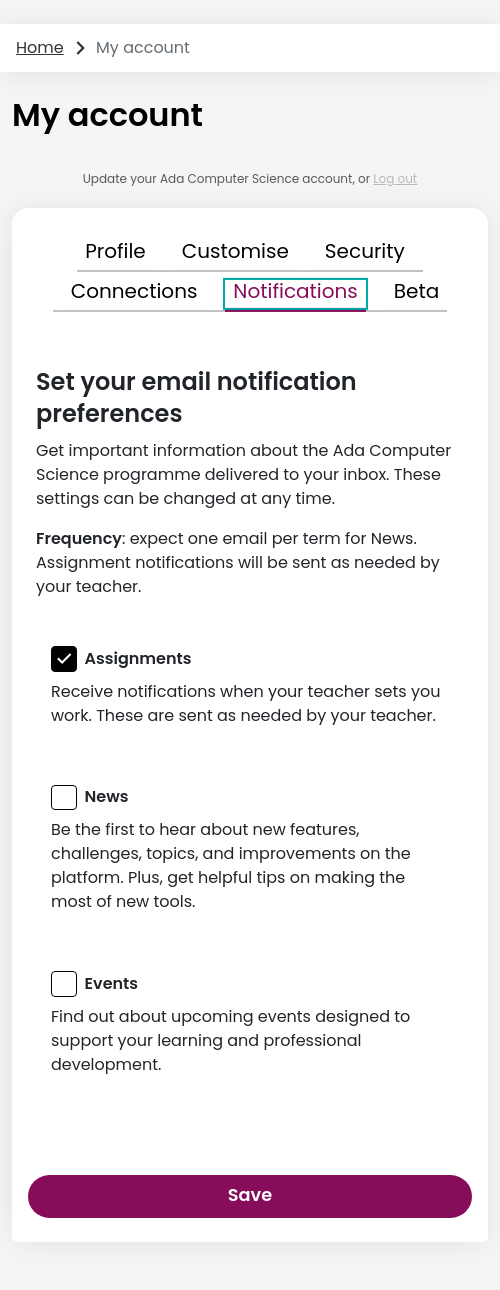 Home > My account
My account
Update your Ada Computer Science account, or Log out
Profile Customise Security
Connections Notifications Beta
Set your email notification
preferences
Get important information about the Ada Computer
Science programme delivered to your inbox. These
settings can be changed at any time.
Frequency: expect one email per term for News.
Assignment notifications will be sent as needed by
your teacher.
Assignments
Receive notifications when your teacher sets you
work. These are sent as needed by your teacher.
News
Be the first to hear about new features,
challenges, topics, and improvements on the
platform. Plus, get helpful tips on making the
most of new tools.
Events
Find out about upcoming events designed to
support your learning and professional
development.
Save